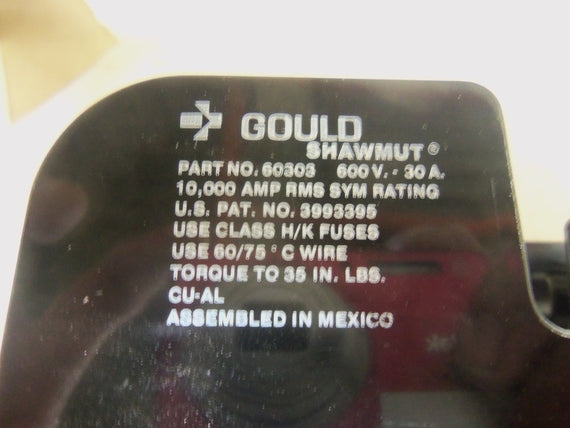 GOULD
SHAWMUT®
PART NO. 60303 600 V. - 30 A.
10,000 AMP RMS SYM RATING
U.S. PAT. NO. 3993395
USE CLASS H/K FUSES
USE 60/75 ° C WIRE
TORQUE TO 35 IN. LBS.
CU-AL
ASSEMBLED IN MEXICO